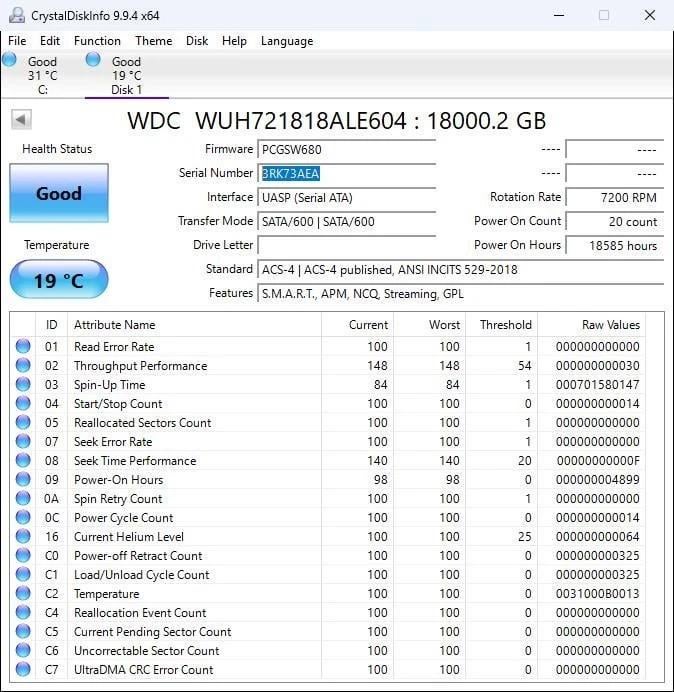 CrystalDiskInfo 9.9.4 x64
File Edit Function Theme Disk Help Language
Good Good
31 °C 19 °C
C: Disk 1
WDC WUH721818ALE604 : 18000.2 GB
Health Status Firmware PCGSW680 ---- ----
Serial Number 3RK73AEA ---- ----
Good Interface UASP (Serial ATA) Rotation Rate 7200 RPM
Transfer Mode SATA/600 | SATA/600 Power On Count 20 count
Temperature Drive Letter Power On Hours 18585 hours
19 °C Standard ACS-4 | ACS-4 published, ANSI INCITS 529-2018
Features S.M.A.R.T., APM, NCQ, Streaming, GPL
ID Attribute Name Current Worst Threshold Raw Values
01 Read Error Rate 100 100 1 000000000000
02 Throughput Performance 148 148 54 000000000030
03 Spin-Up Time 84 84 1 000701580147
04 Start/Stop Count 100 100 0 000000000014
05 Reallocated Sectors Count 100 100 1 000000000000
07 Seek Error Rate 100 100 1 000000000000
08 Seek Time Performance 140 140 20 00000000000F
09 Power-On Hours 98 98 0 000000004899
0A Spin Retry Count 100 100 1 000000000000
0C Power Cycle Count 100 100 0 000000000014
16 Current Helium Level 100 100 25 000000000064
C0 Power-off Retract Count 100 100 0 000000000325
C1 Load/Unload Cycle Count 100 100 0 000000000325
C2 Temperature 100 100 0 0031000B0013
C4 Reallocation Event Count 100 100 0 000000000000
C5 Current Pending Sector Count 100 100 0 000000000000
C6 Uncorrectable Sector Count 100 100 0 000000000000
C7 UltraDMA CRC Error Count 100 100 0 000000000000